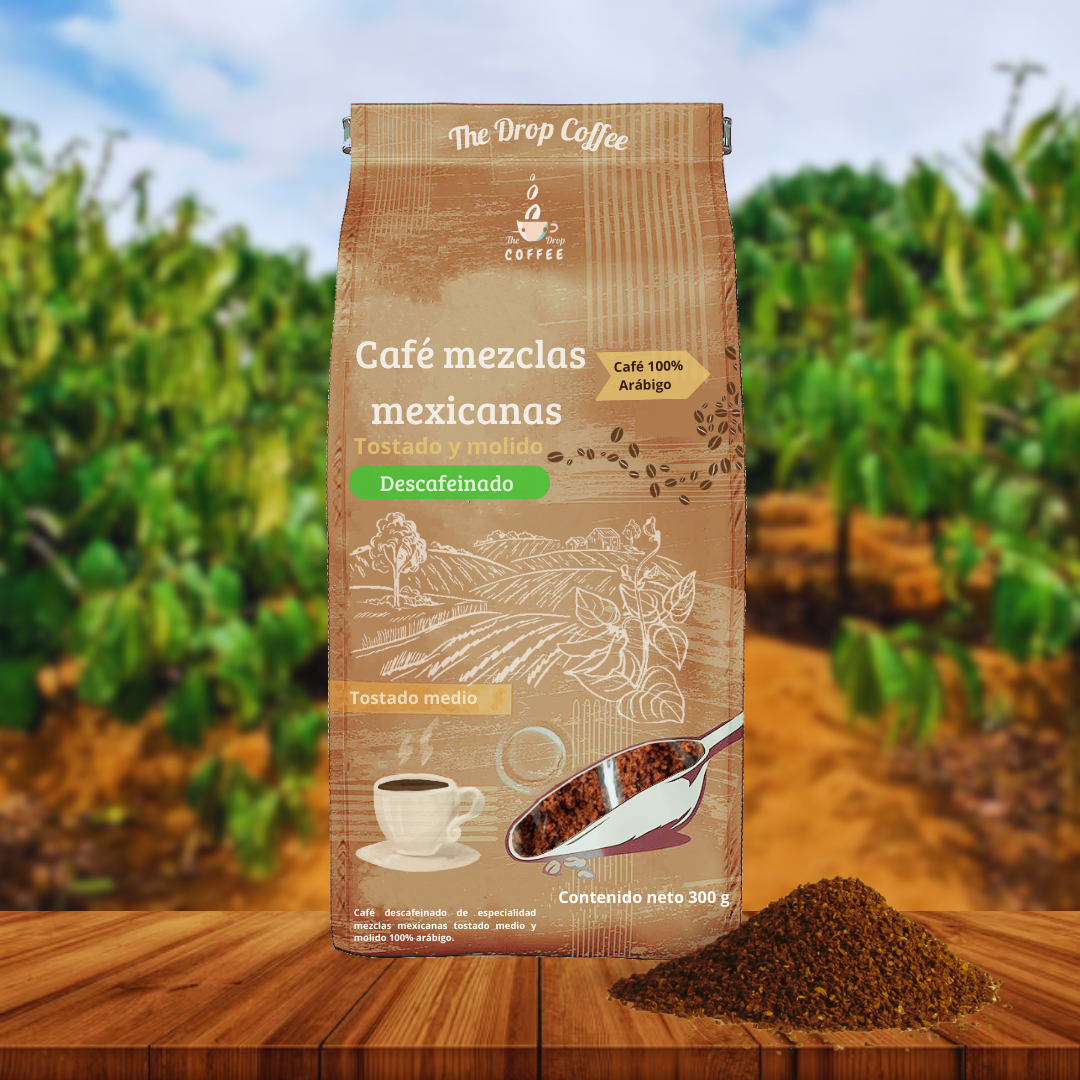 The Drop Coffee
The Drop
COFFEE
Café mezclas
mexicanas
Café 100%
Arábigo
Tostado y molido
Descafeinado
Tostado medio
Contenido neto 300 g
Café descafeinado de especialidad
mezclas mexicanas tostado medio y
molido 100% arábigo.